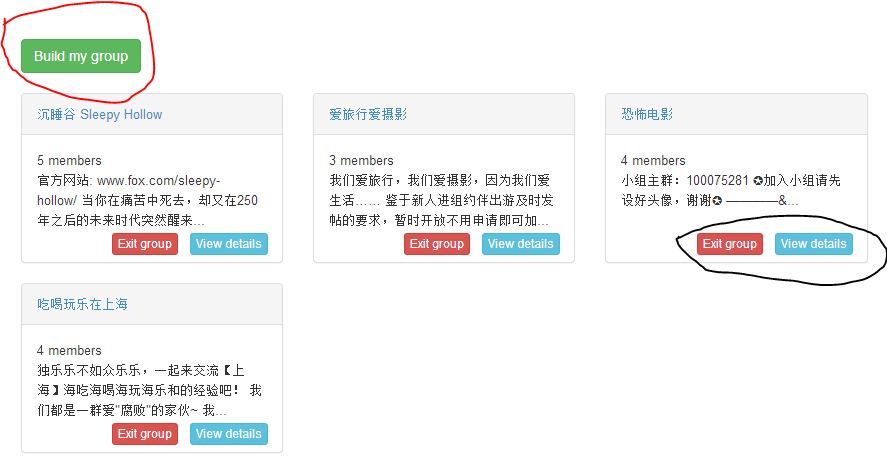 Build my group
沉睡谷 Sleepy Hollow
5 members
官方网站: www.fox.com/sleepy-
hollow/ 当你在痛苦中死去，却又在250
年之后的未来时代突然醒来...
Exit group
View details
爱旅行爱摄影
3 members
我们爱旅行，我们爱摄影，因为我们爱
生活…… 鉴于新人进组约伴出游及时发
帖的要求，暂时开放不用申请即可加...
Exit group
View details
恐怖电影
4 members
小组主群：100075281 ✪加入小组请先
设好头像，谢谢✪ ————&...
Exit group
View details
吃喝玩乐在上海
4 members
独乐乐不如众乐乐，一起来交流【上
海】海吃海喝海玩海乐和的经验吧！ 我
们都是一群爱"腐败"的家伙~ 我...
Exit group
View details